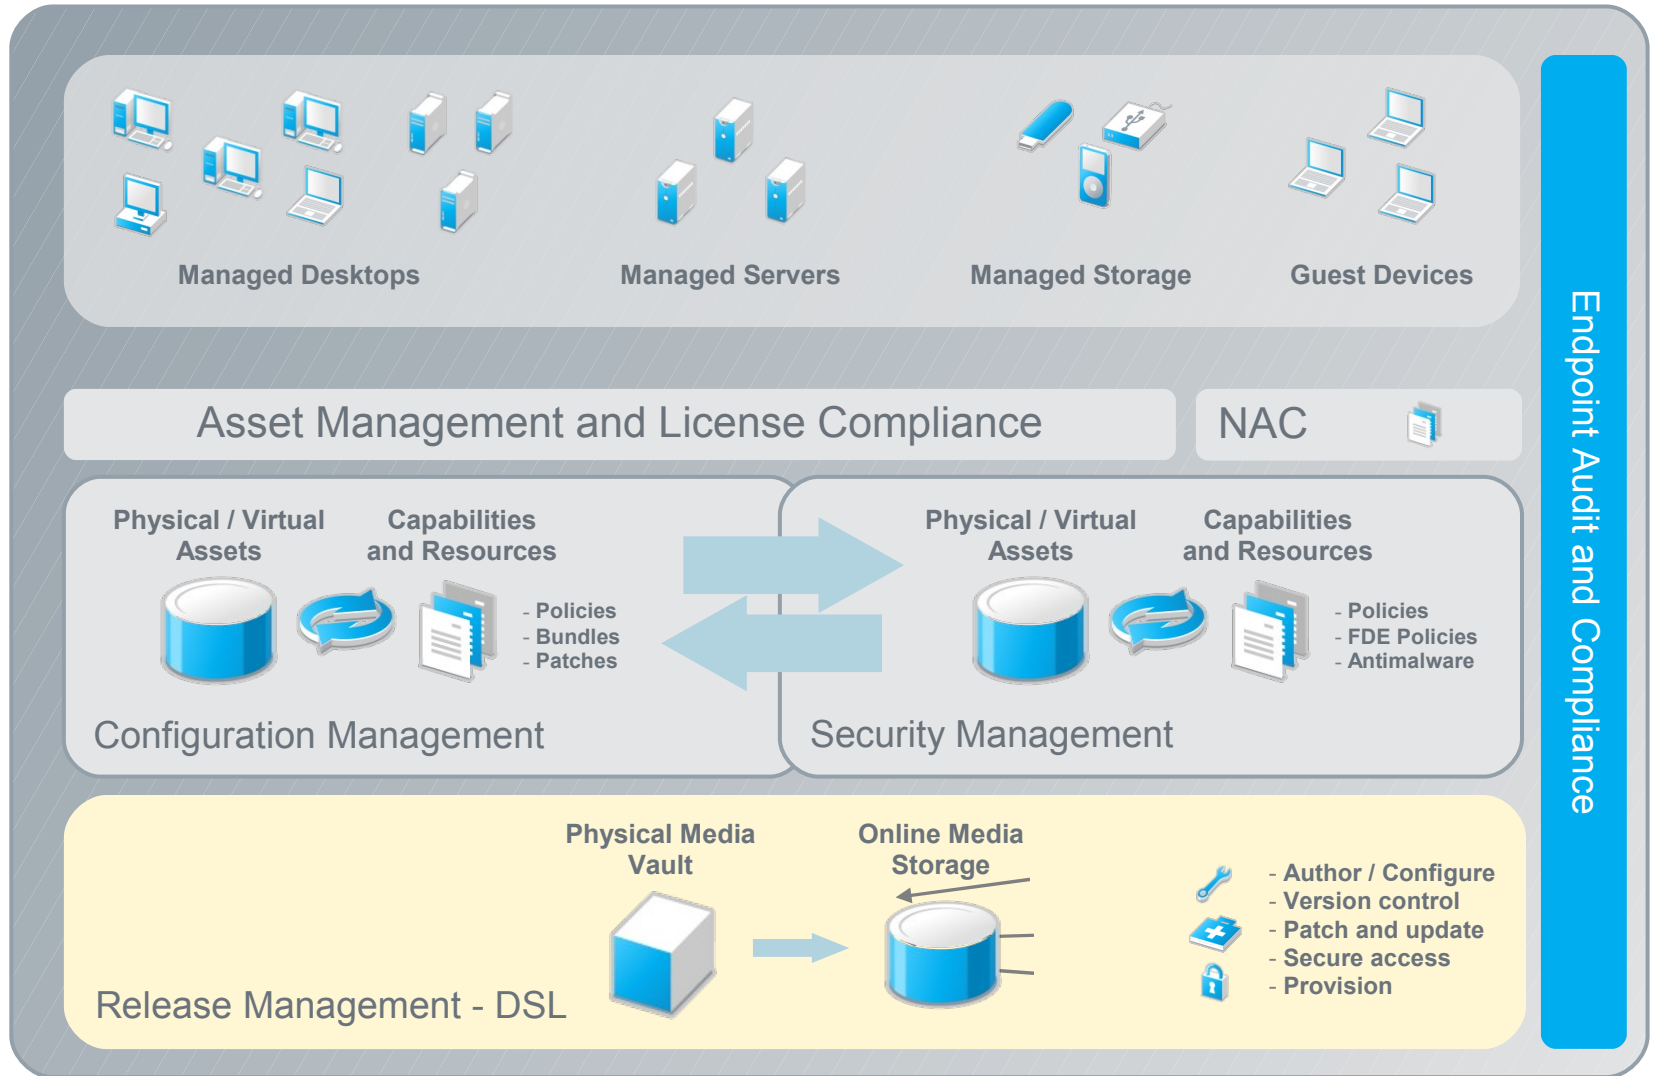 Managed Desktops
Managed Servers
Managed Storage
Guest Devices
Endpoint Audit and Compliance
Asset Management and License Compliance
NAC
Physical / Virtual
Assets
Capabilities
and Resources
- Policies
- Bundles
- Patches
Configuration Management
Physical / Virtual
Assets
Capabilities
and Resources
- Policies
- FDE Policies
- Antimalware
Security Management
Physical Media
Vault
Online Media
Storage
- Author / Configure
- Version control
- Patch and update
- Secure access
- Provision
Release Management - DSL